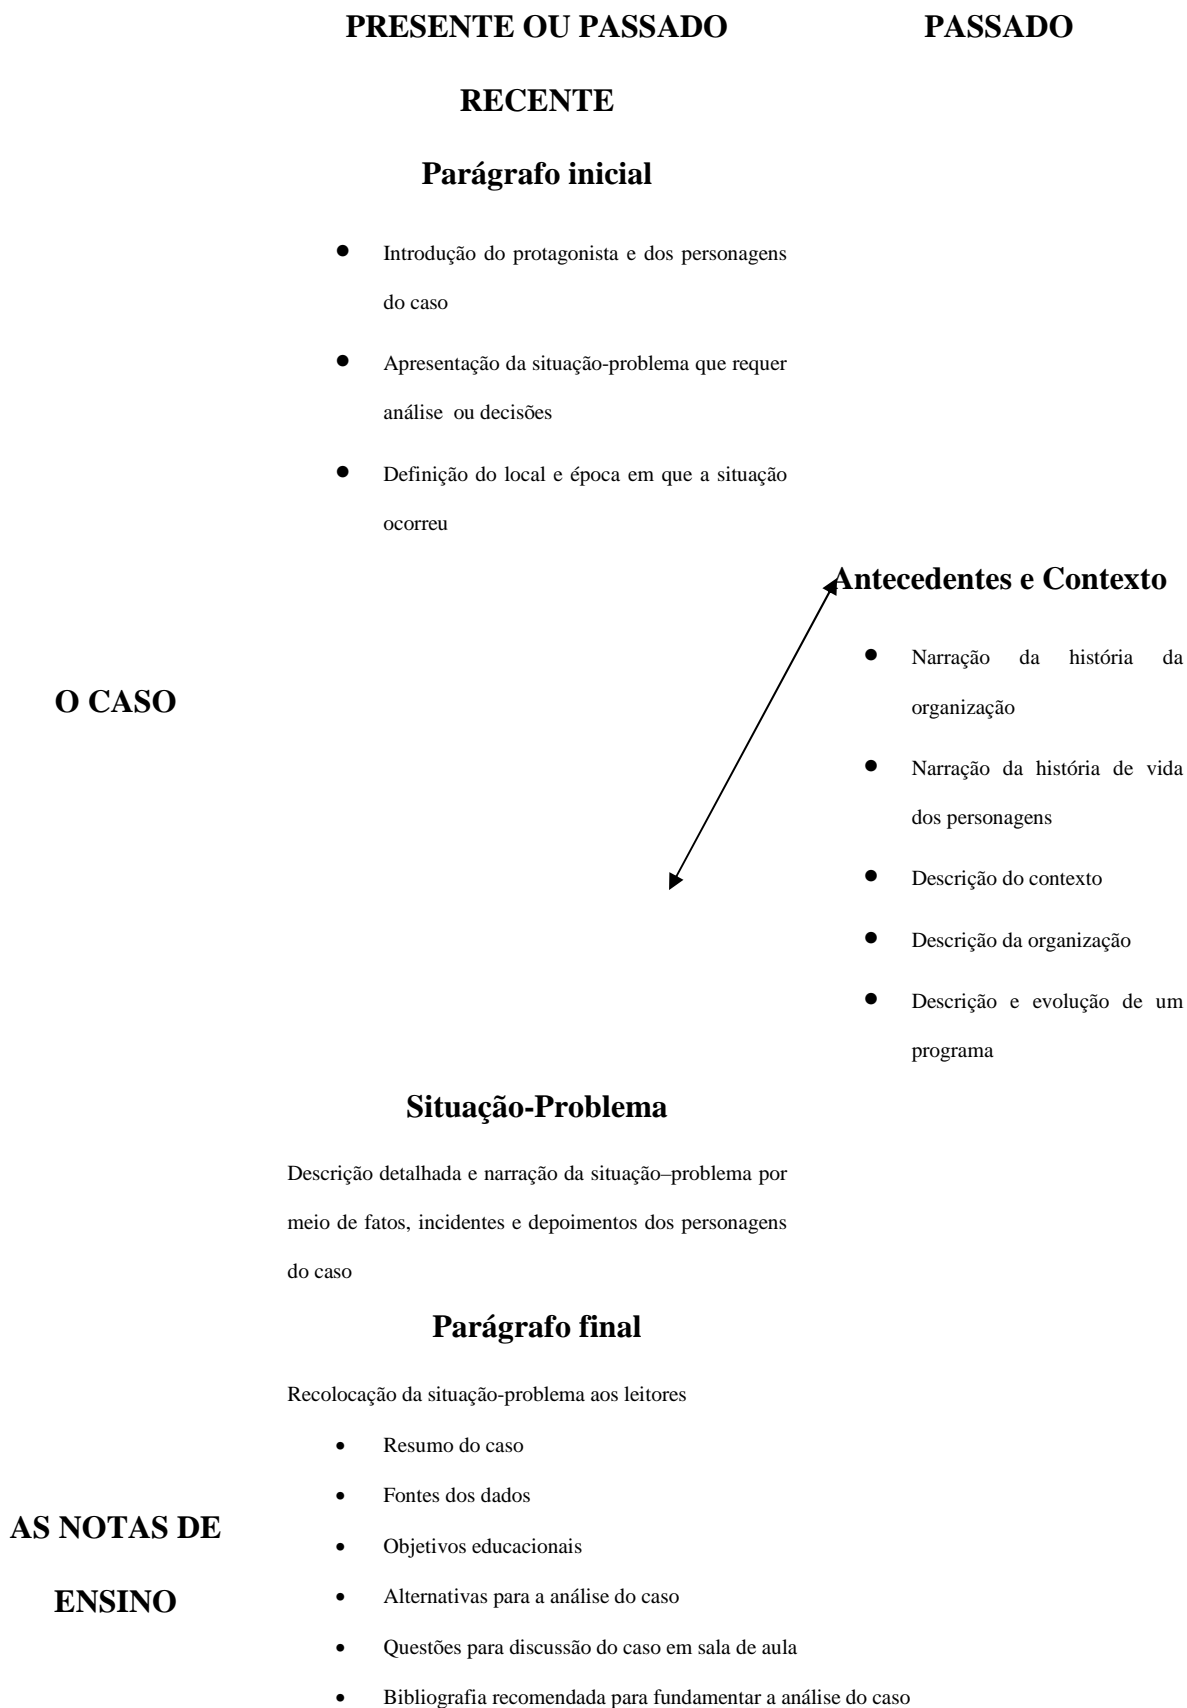 PRESENTE OU PASSADO
RECENTE
PASSADO
O CASO
Parágrafo inicial
● Introdução do protagonista e dos personagens
do caso
● Apresentação da situação-problema que requer
análise ou decisões
● Definição do local e época em que a situação
ocorreu
Antecedentes e Contexto
● Narração da história da
organização
● Narração da história de vida
dos personagens
● Descrição do contexto
● Descrição da organização
● Descrição e evolução de um
programa
Situação-Problema
Descrição detalhada e narração da situação–problema por
meio de fatos, incidentes e depoimentos dos personagens
do caso
Parágrafo final
Recolocação da situação-problema aos leitores
AS NOTAS DE
ENSINO
• Resumo do caso
• Fontes dos dados
• Objetivos educacionais
• Alternativas para a análise do caso
• Questões para discussão do caso em sala de aula
• Bibliografia recomendada para fundamentar a análise do caso